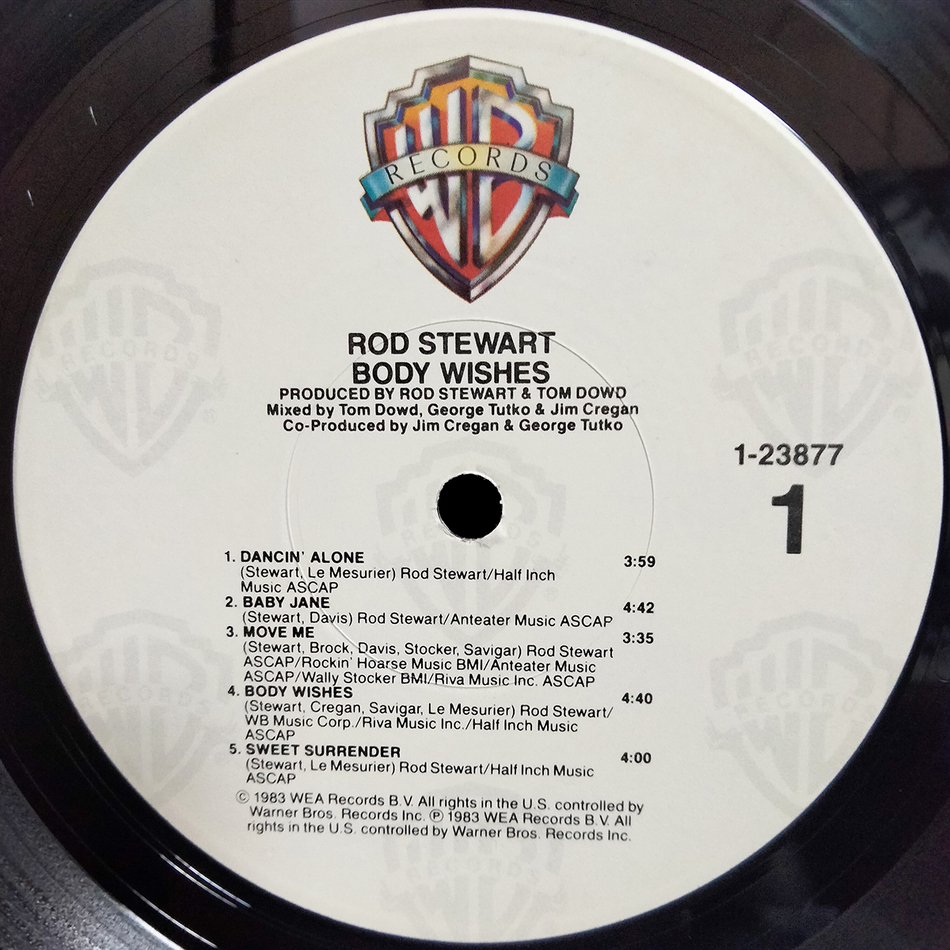 WB
RECORDS
ROD STEWART
BODY WISHES
PRODUCED BY ROD STEWART & TOM DOWD
Mixed by Tom Dowd, George Tutko & Jim Cregan
Co-Produced by Jim Cregan & George Tutko
1-23877
1
1. DANCIN' ALONE 3:59
(Stewart, Le Mesurier) Rod Stewart/Half Inch
Music ASCAP
2. BABY JANE 4:42
(Stewart, Davis) Rod Stewart/Anteater Music ASCAP
3. MOVE ME 3:35
(Stewart, Brock, Davis, Stocker, Savigar) Rod Stewart
ASCAP/Rockin' Hoarse Music BMI/Anteater Music
ASCAP/Wally Stocker BMI/Riva Music Inc. ASCAP
4. BODY WISHES 4:40
(Stewart, Cregan, Savigar, Le Mesurier) Rod Stewart/
WB Music Corp./Riva Music Inc./Half Inch Music
ASCAP
5. SWEET SURRENDER 4:00
(Stewart, Le Mesurier) Rod Stewart/Half Inch Music
ASCAP
© 1983 WEA Records B.V. All rights in the U.S. controlled by
Warner Bros. Records Inc. ℗ 1983 WEA Records B.V. All
rights in the U.S. controlled by Warner Bros. Records Inc.